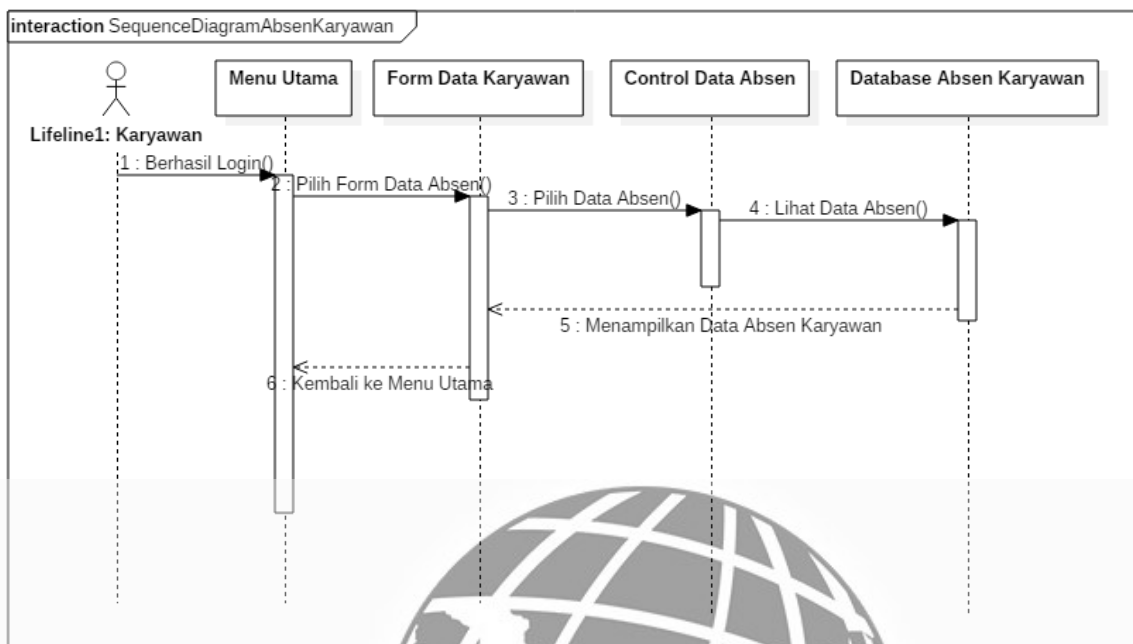 interaction SequenceDiagramAbsenKaryawan
Menu Utama
Form Data Karyawan
Control Data Absen
Database Absen Karyawan
Lifeline1: Karyawan
1 : Berhasil Login()
2 : Pilih Form Data Absen()
3 : Pilih Data Absen()
4 : Lihat Data Absen()
5 : Menampilkan Data Absen Karyawan
6 : Kembali ke Menu Utama